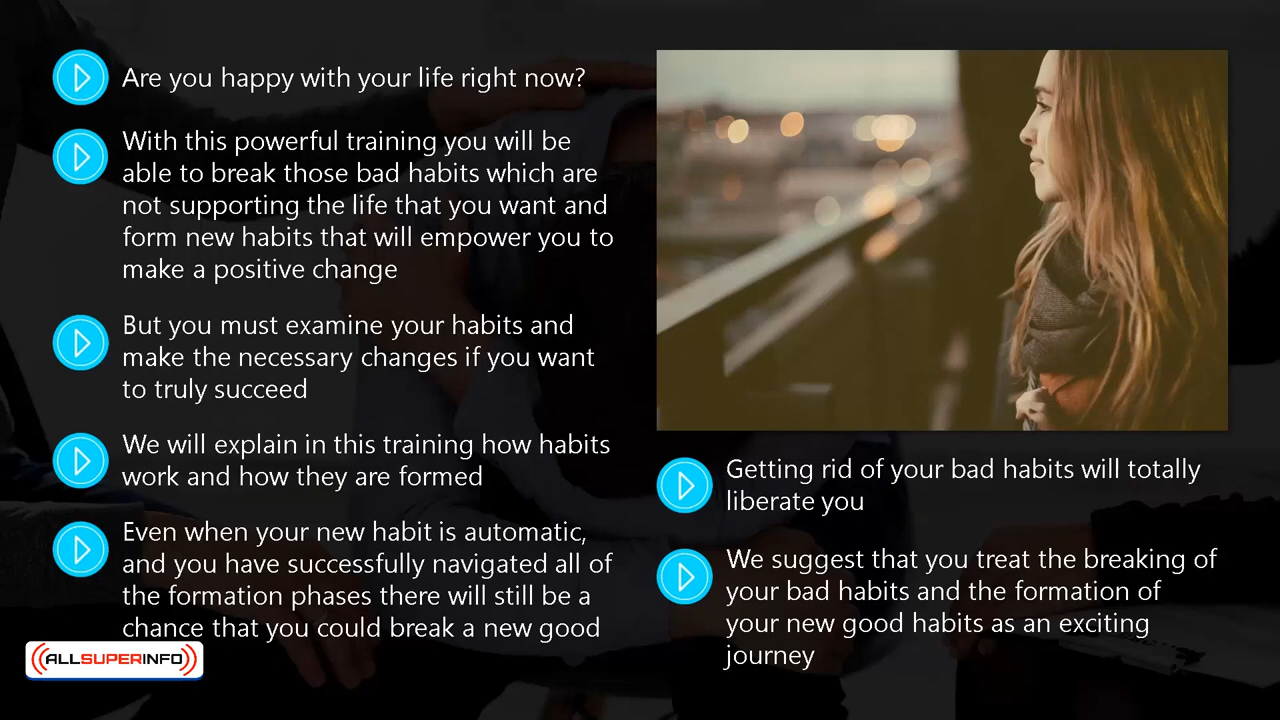 Are you happy with your life right now?
With this powerful training you will be
able to break those bad habits which are
not supporting the life that you want and
form new habits that will empower you to
make a positive change
But you must examine your habits and
make the necessary changes if you want
to truly succeed
We will explain in this training how habits
work and how they are formed
Even when your new habit is automatic,
and you have successfully navigated all of
the formation phases there will still be a
chance that you could break a new good
ALLSUPERINFO
Getting rid of your bad habits will totally
liberate you
We suggest that you treat the breaking of
your bad habits and the formation of
your new good habits as an exciting
journey